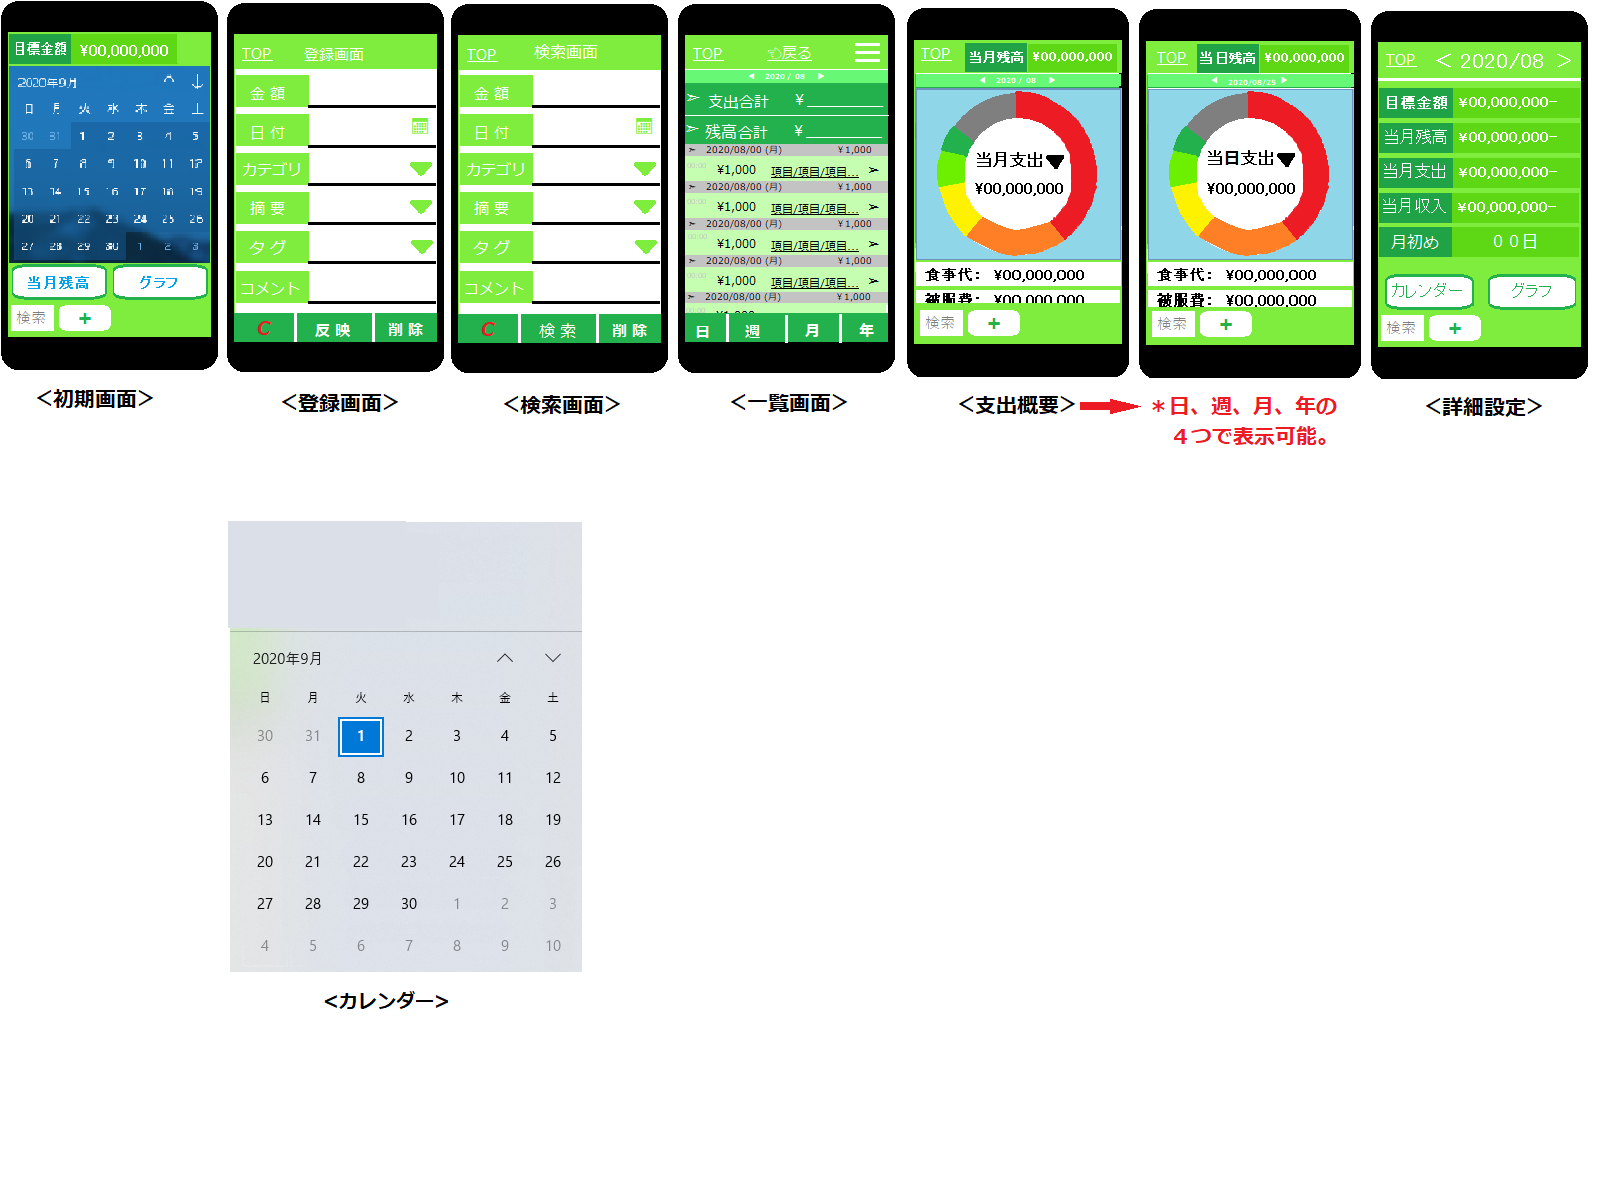 目標金額 ¥00,000,000
2020年9月
日 月 火 水 木 金 土
30 31 1 2 3 4 5
6 7 8 9 10 11 12
13 14 15 16 17 18 19
20 21 22 23 24 25 26
27 28 29 30 1 2 3
当月残高 グラフ
検索 +
<初期画面>
TOP 登録画面
金額
日付
カテゴリ
摘要
タグ
コメント
C 反映 削除
<登録画面>
TOP 検索画面
金額
日付
カテゴリ
摘要
タグ
コメント
C 検索 削除
<検索画面>
TOP 戻る
◀ 2020 / 08 ▶
➣ 支出合計 ¥________
➣ 残高合計 ¥________
➣ 2020/08/00 (月) ¥1,000
00:00 ¥1,000 項目/項目/項目... ➣
➣ 2020/08/00 (月) ¥1,000
00:00 ¥1,000 項目/項目/項目... ➣
➣ 2020/08/00 (月) ¥1,000
00:00 ¥1,000 項目/項目/項目... ➣
➣ 2020/08/00 (月) ¥1,000
00:00 ¥1,000 項目/項目/項目... ➣
➣ 2020/08/00 (月) ¥1,000
日 週 月 年
<一覧画面>
TOP 当月残高 ¥00,000,000
◀ 2020 / 08 ▶
当月支出▼
¥00,000,000
食事代： ¥00,000,000
被服費： ¥00,000,000
検索 +
<支出概要>
TOP 当日残高 ¥00,000,000
◀ 2020/08/25 ▶
当日支出▼
¥00,000,000
食事代： ¥00,000,000
被服費： ¥00,000,000
検索 +
＊日、週、月、年の
４つで表示可能。
TOP ＜ 2020/08 ＞
目標金額 ¥00,000,000-
当月残高 ¥00,000,000-
当月支出 ¥00,000,000-
当月収入 ¥00,000,000-
月初め ００日
カレンダー グラフ
検索 +
<詳細設定>
2020年9月
日 月 火 水 木 金 土
30 31 1 2 3 4 5
6 7 8 9 10 11 12
13 14 15 16 17 18 19
20 21 22 23 24 25 26
27 28 29 30 1 2 3
4 5 6 7 8 9 10
<カレンダー>